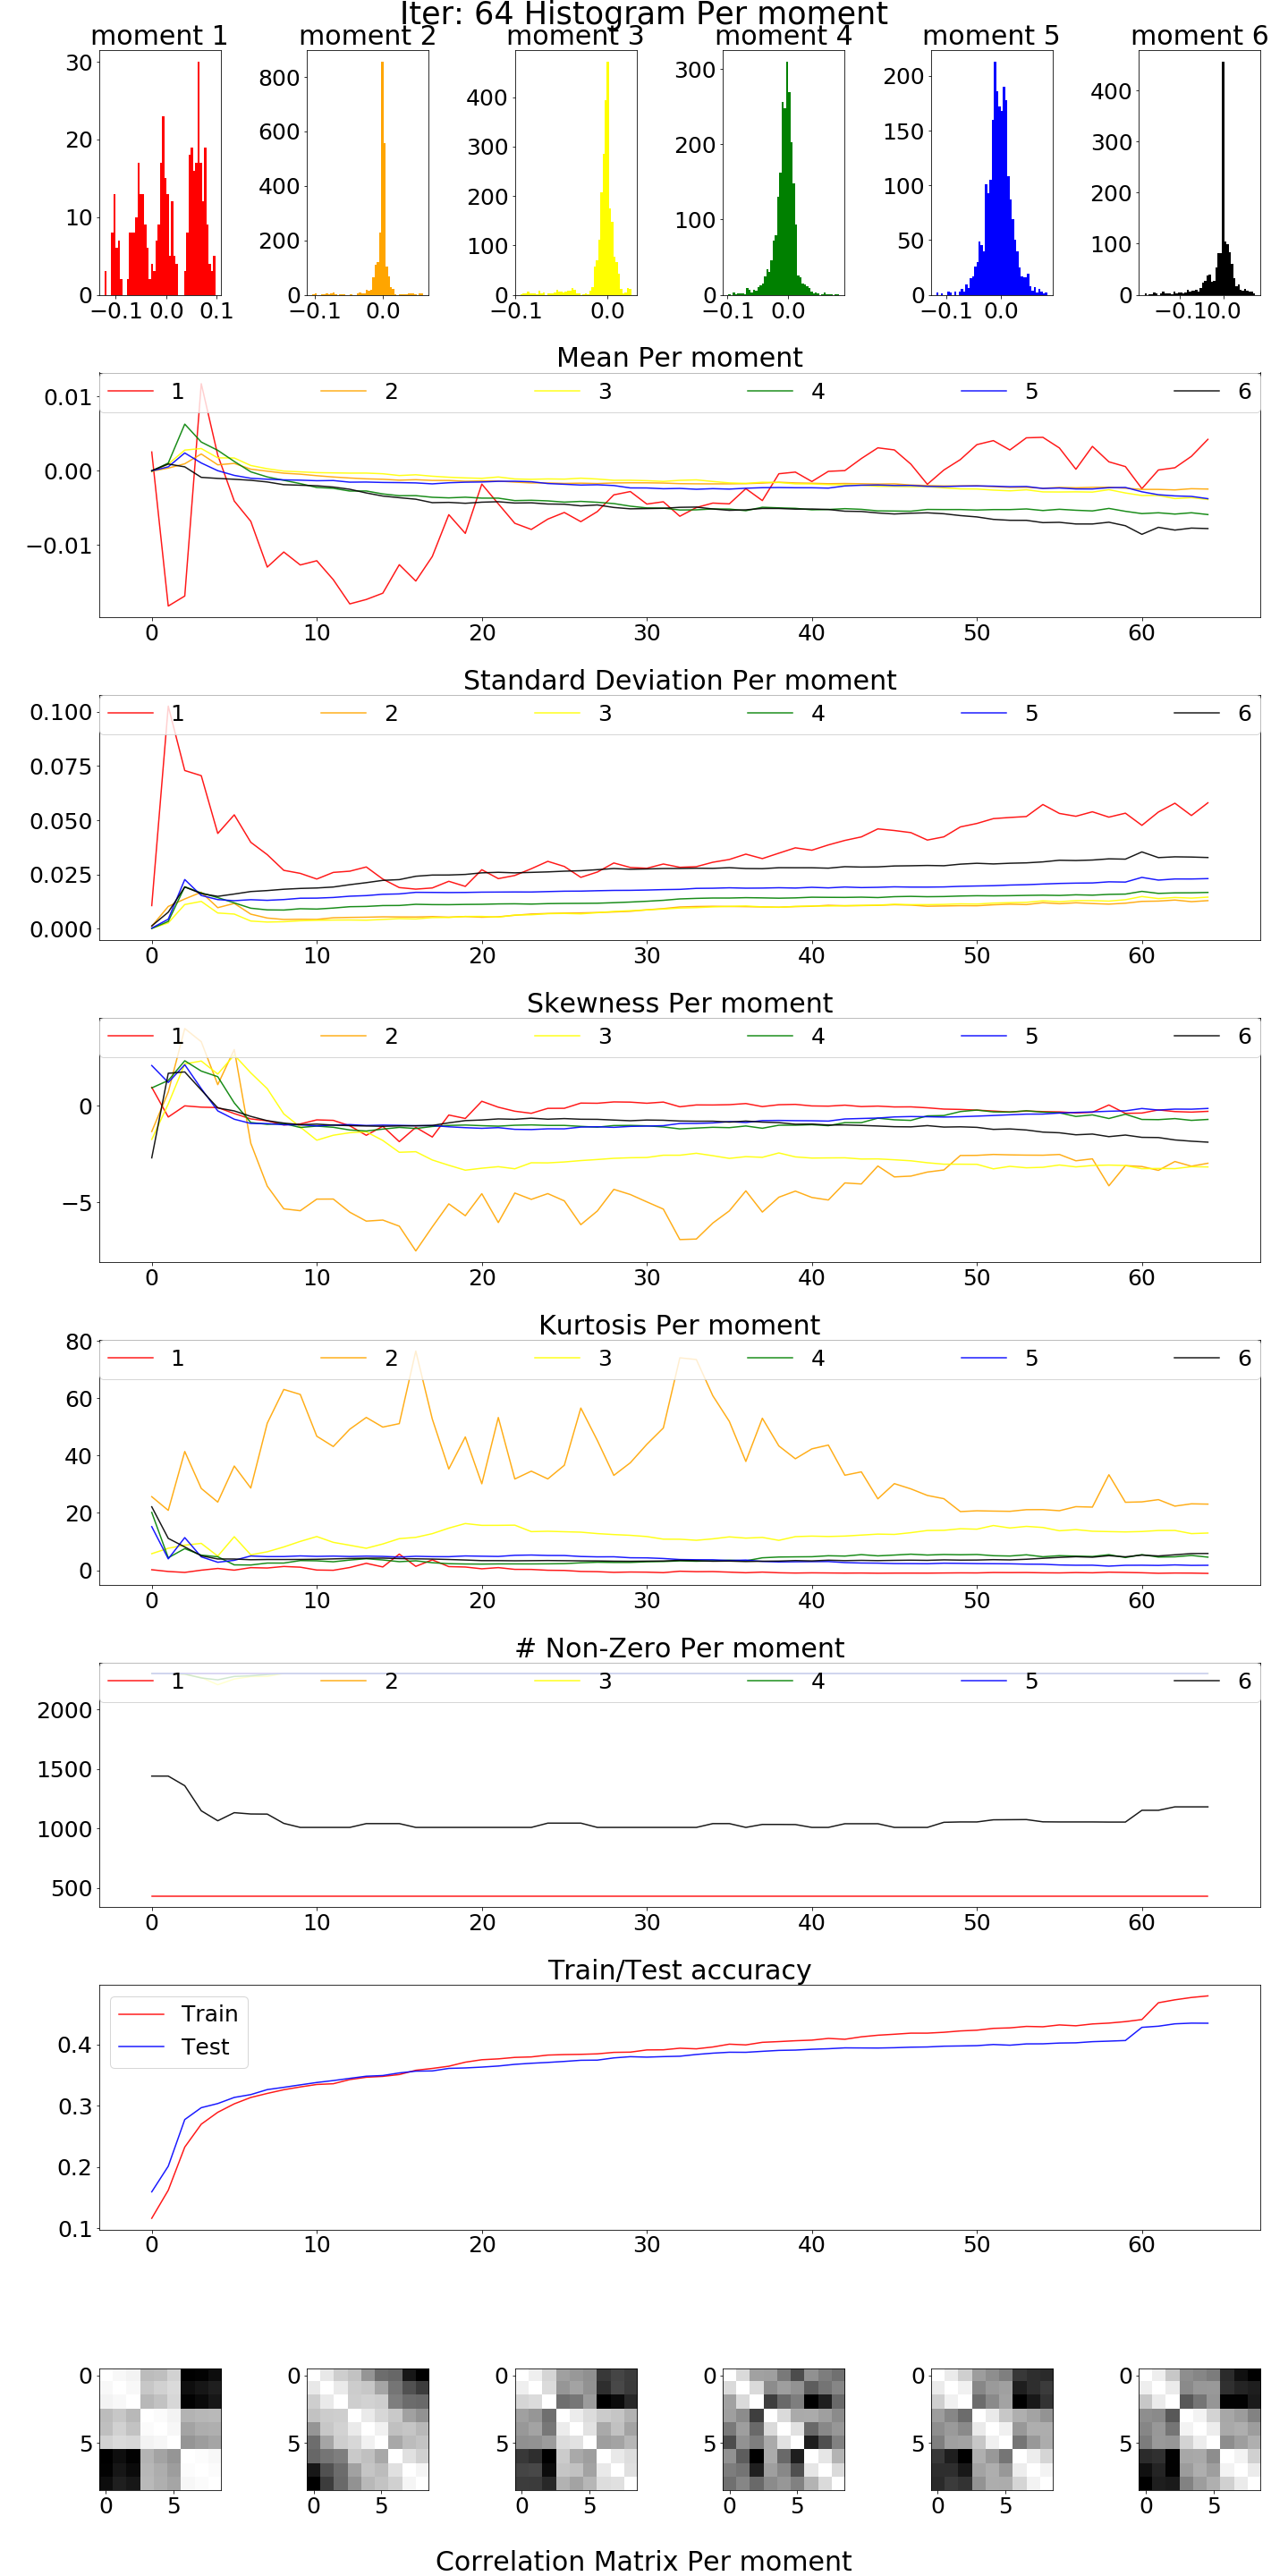 Iter: 64 Histogram Per moment
moment 1 moment 2 moment 3 moment 4 moment 5 moment 6
30 800 400 300 200 400
20 600 300 200 150 300
10 400 200 100 100 200
200 100 50 100
0 0 0 0 0 0
−0.1 0.0 0.1 −0.1 0.0 −0.1 0.0 −0.1 0.0 −0.1 0.0 −0.10.0
Mean Per moment
1 2 3 4 5 6
0.01
0.00
−0.01
0 10 20 30 40 50 60
Standard Deviation Per moment
1 2 3 4 5 6
0.100
0.075
0.050
0.025
0.000
0 10 20 30 40 50 60
Skewness Per moment
1 2 3 4 5 6
0
−5
0 10 20 30 40 50 60
Kurtosis Per moment
80
1 2 3 4 5 6
60
40
20
0
0 10 20 30 40 50 60
# Non-Zero Per moment
1 2 3 4 5 6
2000
1500
1000
500
0 10 20 30 40 50 60
Train/Test accuracy
Train
Test
0.4
0.3
0.2
0.1
0 10 20 30 40 50 60
0 0 0 0 0 0
5 5 5 5 5 5
0 5 0 5 0 5 0 5 0 5 0 5
Correlation Matrix Per moment